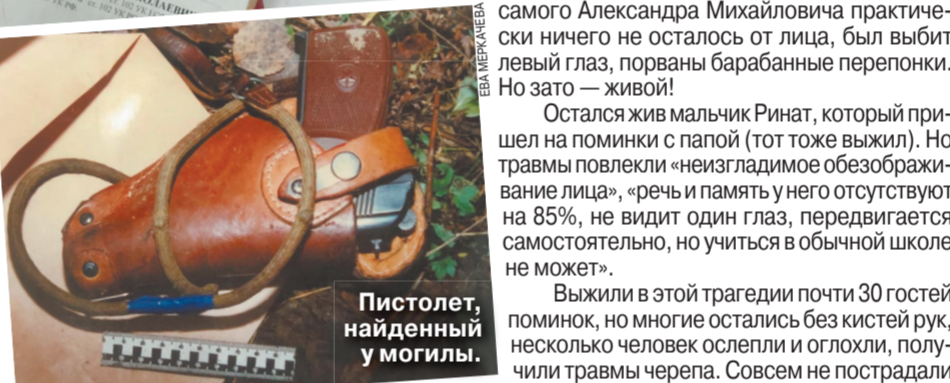 ЕВА МЕРКАЧЕВА
Пистолет,
найденный
у могилы.
самого Александра Михайловича практиче-
ски ничего не осталось от лица, был выбит
левый глаз, порваны барабанные перепонки.
Но зато — живой!
Остался жив мальчик Ринат, который при-
шел на поминки с папой (тот тоже выжил). Но
травмы повлекли «неизгладимое обезображи-
вание лица», «речь и память у него отсутствуют
на 85%, не видит один глаз, передвигается
самостоятельно, но учиться в обычной школе
не может».
Выжили в этой трагедии почти 30 гостей
поминок, но многие остались без кистей рук,
несколько человек ослепли и оглохли, полу-
чили травмы черепа. Совсем не пострадали